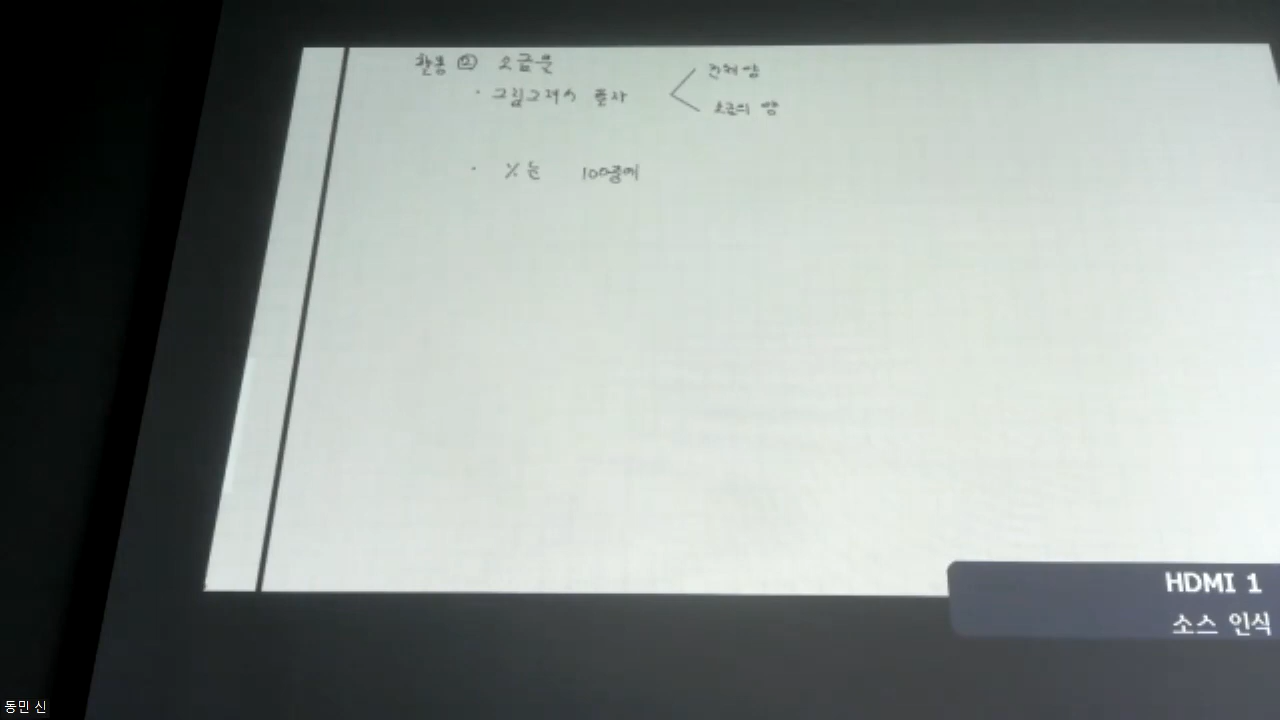 활용 ② 소금물
· 그림그려서 풀자
전체 양
소금의 양
· %는 100중에
HDMI 1
소스 인식
동민 신